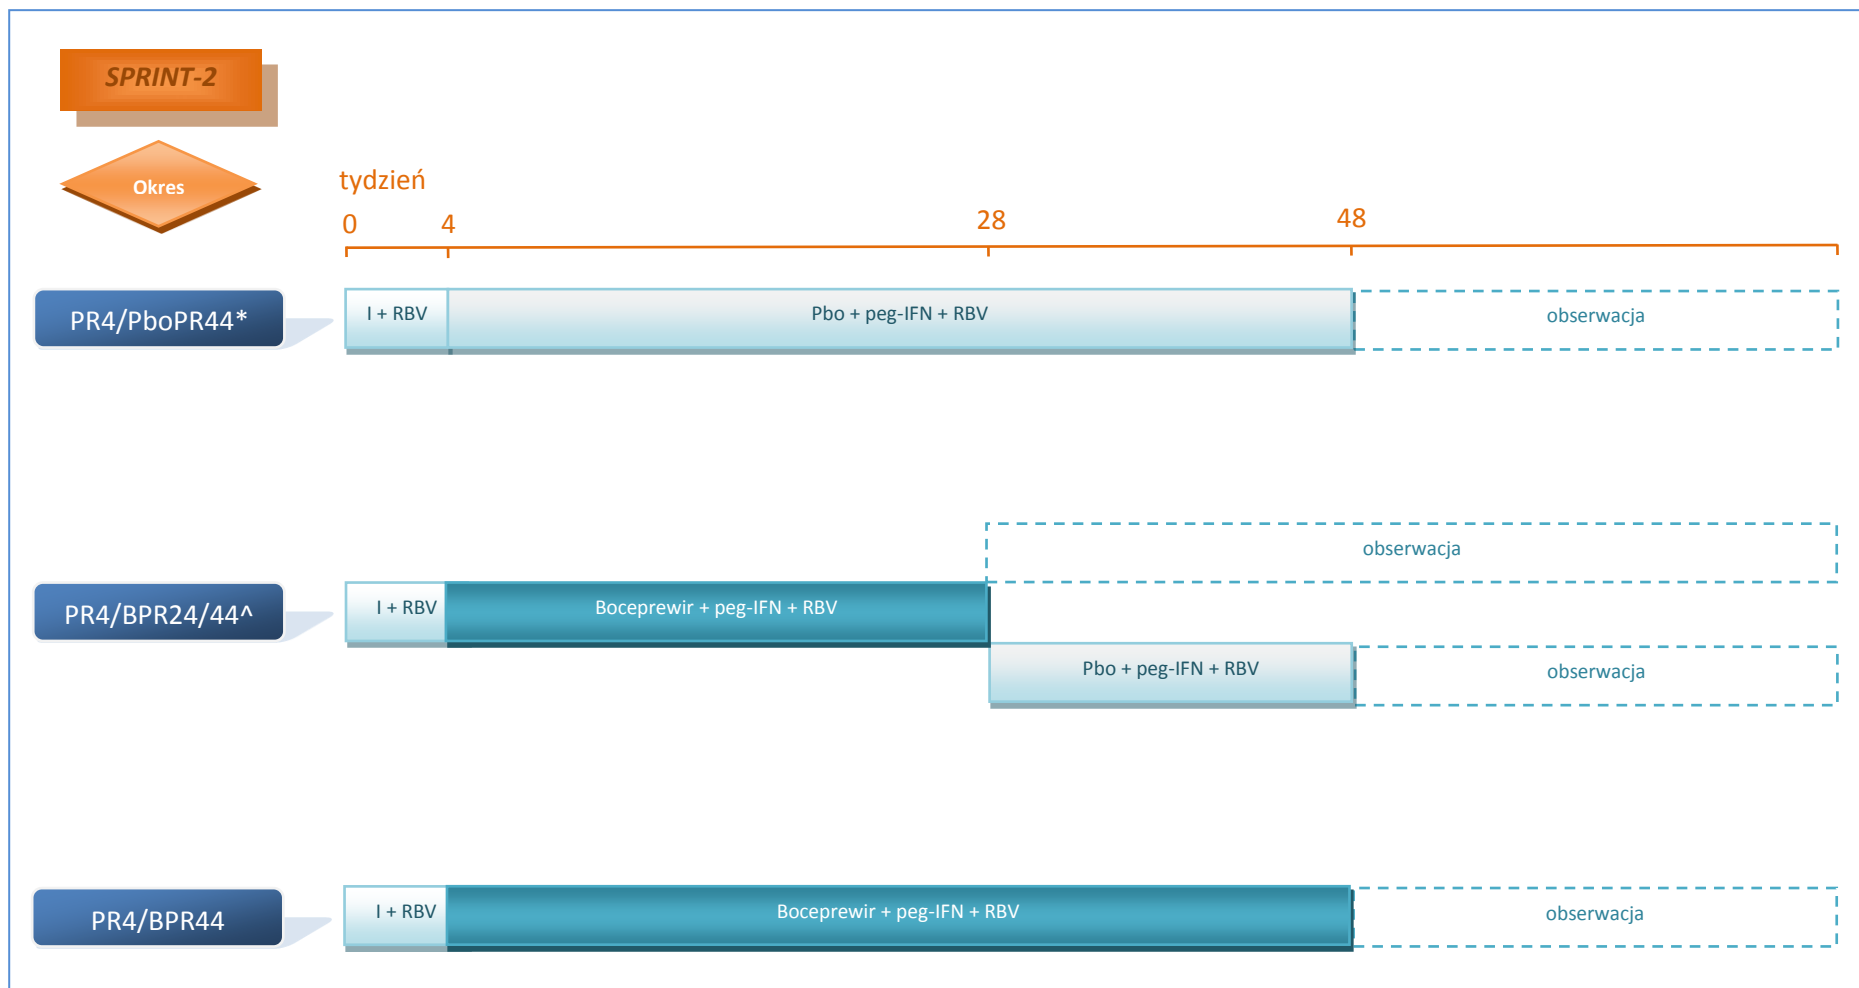 SPRINT-2
Okres
tydzień
0 4 28 48
PR4/PboPR44*
I + RBV
Pbo + peg-IFN + RBV
obserwacja
obserwacja
PR4/BPR24/44^
I + RBV
Boceprewir + peg-IFN + RBV
Pbo + peg-IFN + RBV
obserwacja
PR4/BPR44
I + RBV
Boceprewir + peg-IFN + RBV
obserwacja